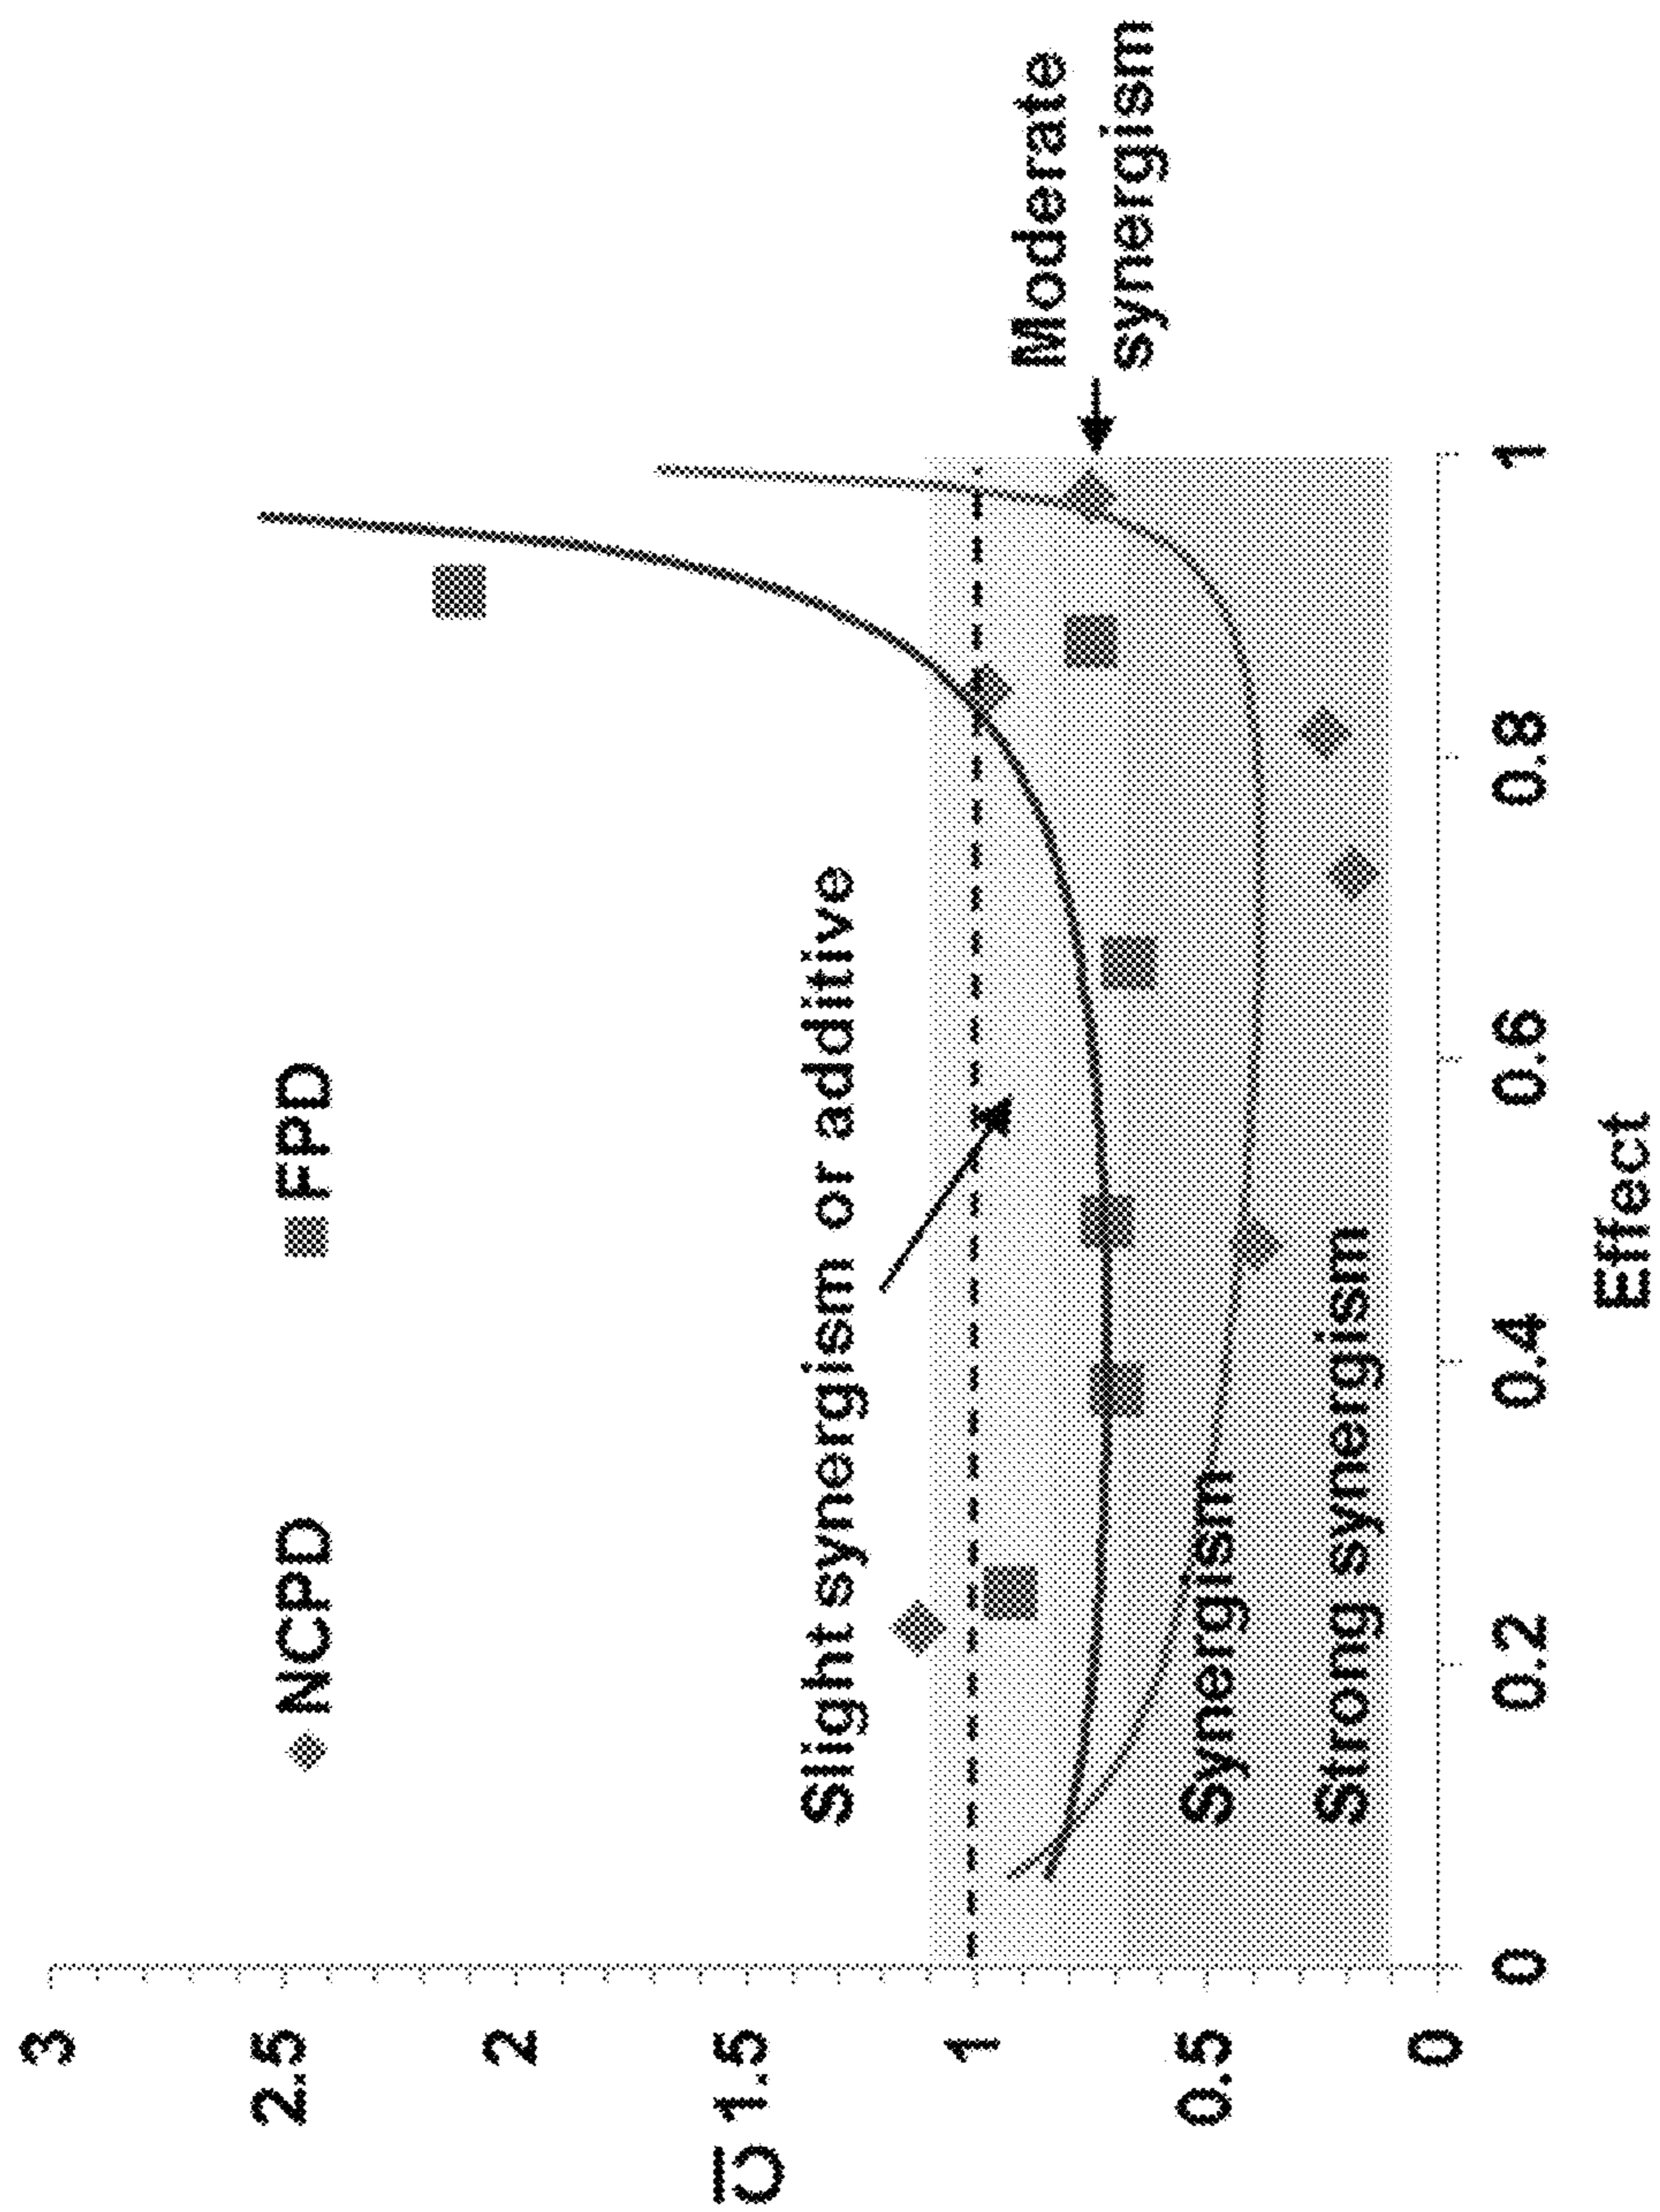 NCPD
FPD
3
2.5
2
1.5
1
0.5
0
CI
Slight synergism or additive
Moderate
synergism
Synergism
Strong synergism
0
0.2
0.4
0.6
0.8
1
Effect